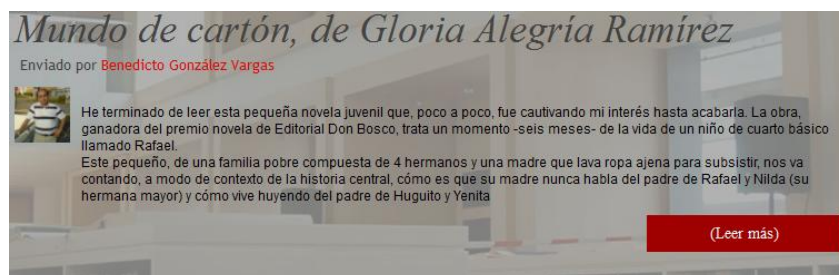 Mundo de cartón, de Gloria Alegría Ramírez
Enviado por Benedicto González Vargas
He terminado de leer esta pequeña novela juvenil que, poco a poco, fue cautivando mi interés hasta acabarla. La obra,
ganadora del premio novela de Editorial Don Bosco, trata un momento -seis meses- de la vida de un niño de cuarto básico
llamado Rafael.
Este pequeño, de una familia pobre compuesta de 4 hermanos y una madre que lava ropa ajena para subsistir, nos va
contando, a modo de contexto de la historia central, cómo es que su madre nunca habla del padre de Rafael y Nilda (su
hermana mayor) y cómo vive huyendo del padre de Huguito y Yenita
(Leer más)